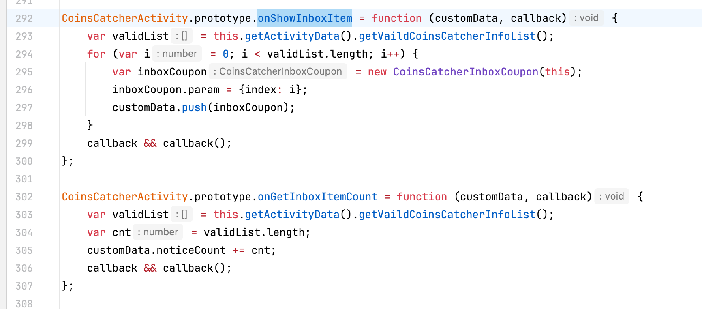 291
292 CoinsCatcherActivity.prototype.onShowInboxItem = function (customData, callback) : void {
293 var validList : [] = this.getActivityData().getVaildCoinsCatcherInfoList();
294 for (var i : number = 0; i < validList.length; i++) {
295 var inboxCoupon : CoinsCatcherInboxCoupon = new CoinsCatcherInboxCoupon(this);
296 inboxCoupon.param = {index: i};
297 customData.push(inboxCoupon);
298 }
299 callback && callback();
300 };
301
302 CoinsCatcherActivity.prototype.onGetInboxItemCount = function (customData, callback) : void {
303 var validList : [] = this.getActivityData().getVaildCoinsCatcherInfoList();
304 var cnt : number = validList.length;
305 customData.noticeCount += cnt;
306 callback && callback();
307 };
308